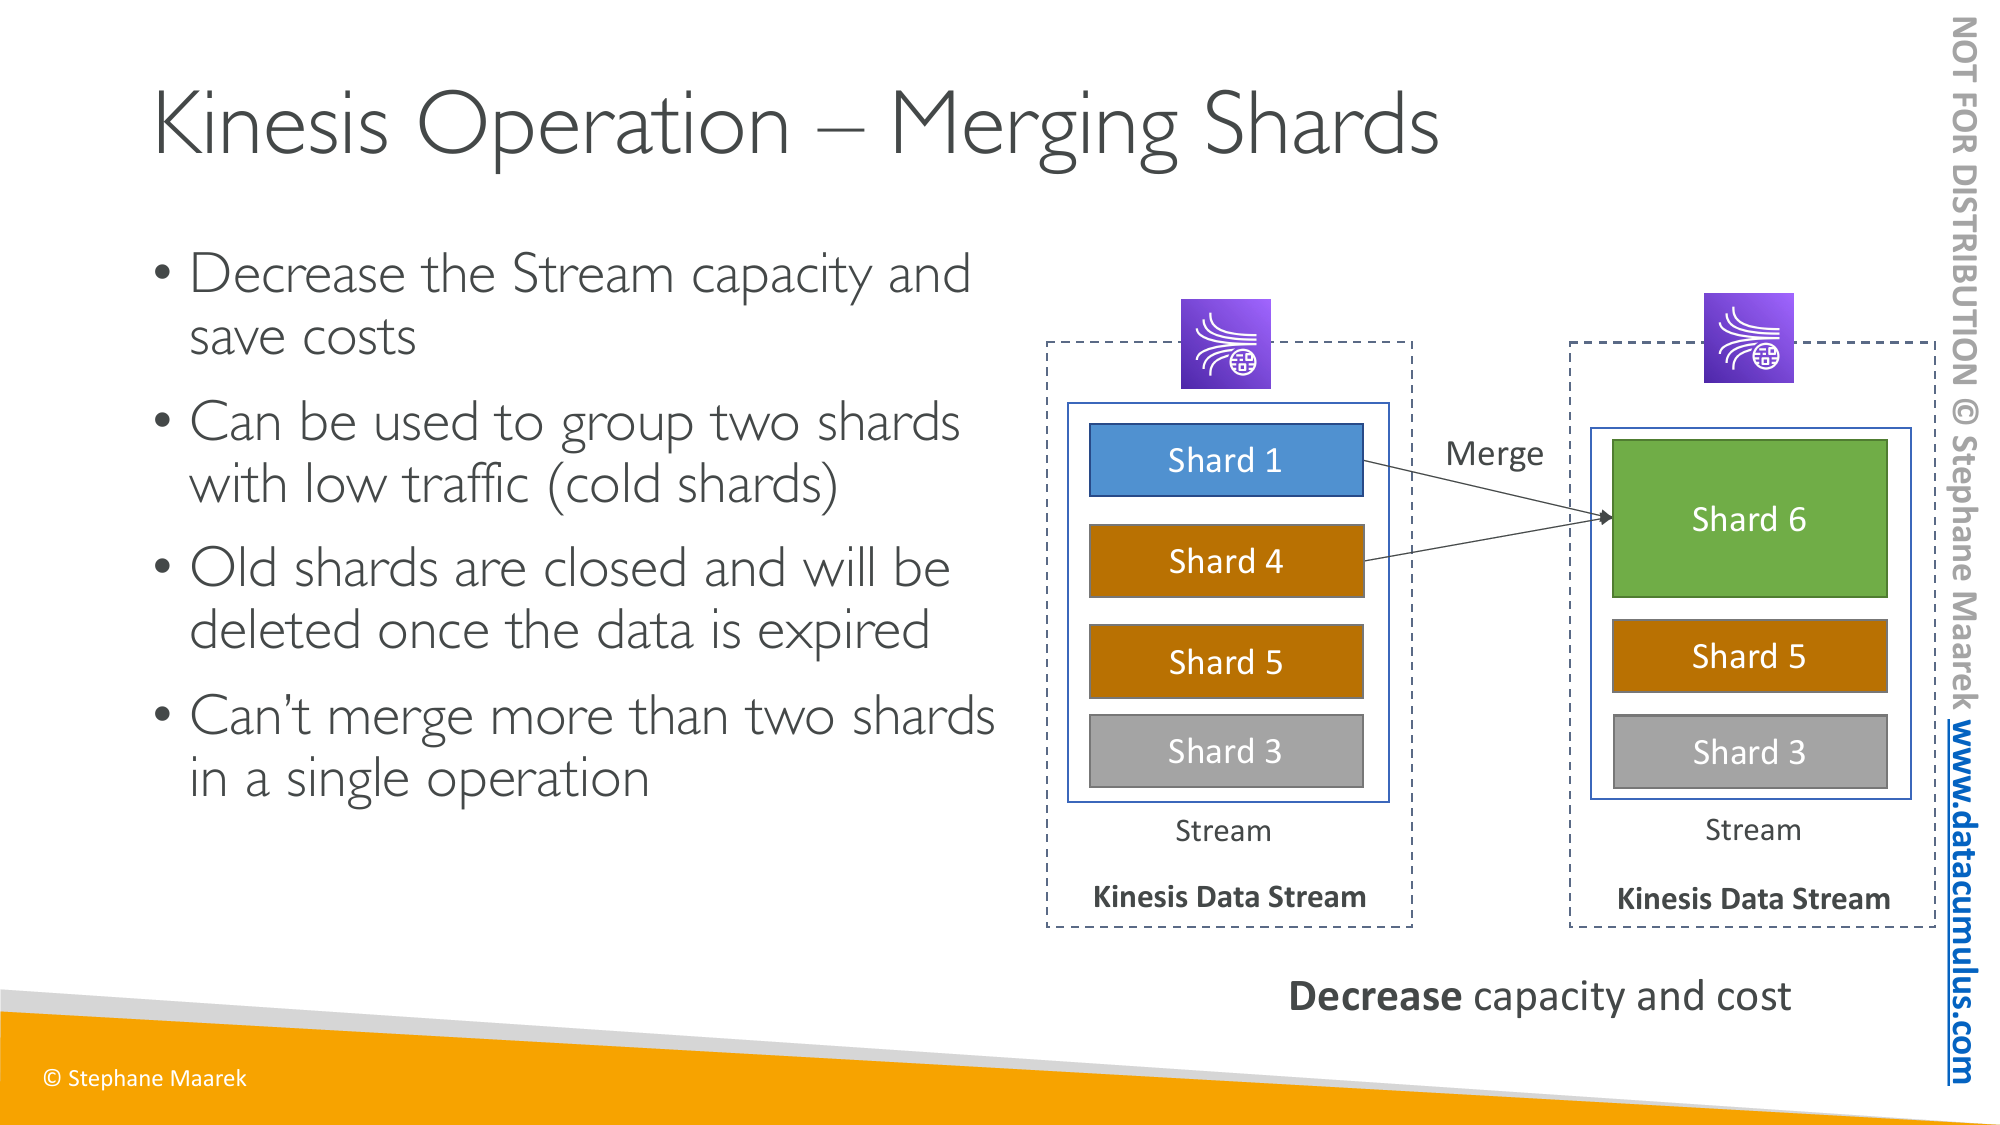 Kinesis Operation – Merging Shards
• Decrease the Stream capacity and
save costs
• Can be used to group two shards
with low traffic (cold shards)
• Old shards are closed and will be
deleted once the data is expired
• Can’t merge more than two shards
in a single operation
Shard 1
Shard 4
Shard 5
Shard 3
Stream
Kinesis Data Stream
Merge
Shard 6
Shard 5
Shard 3
Stream
Kinesis Data Stream
Decrease capacity and cost
© Stephane Maarek
NOT FOR DISTRIBUTION © Stephane Maarek www.datacumulus.com